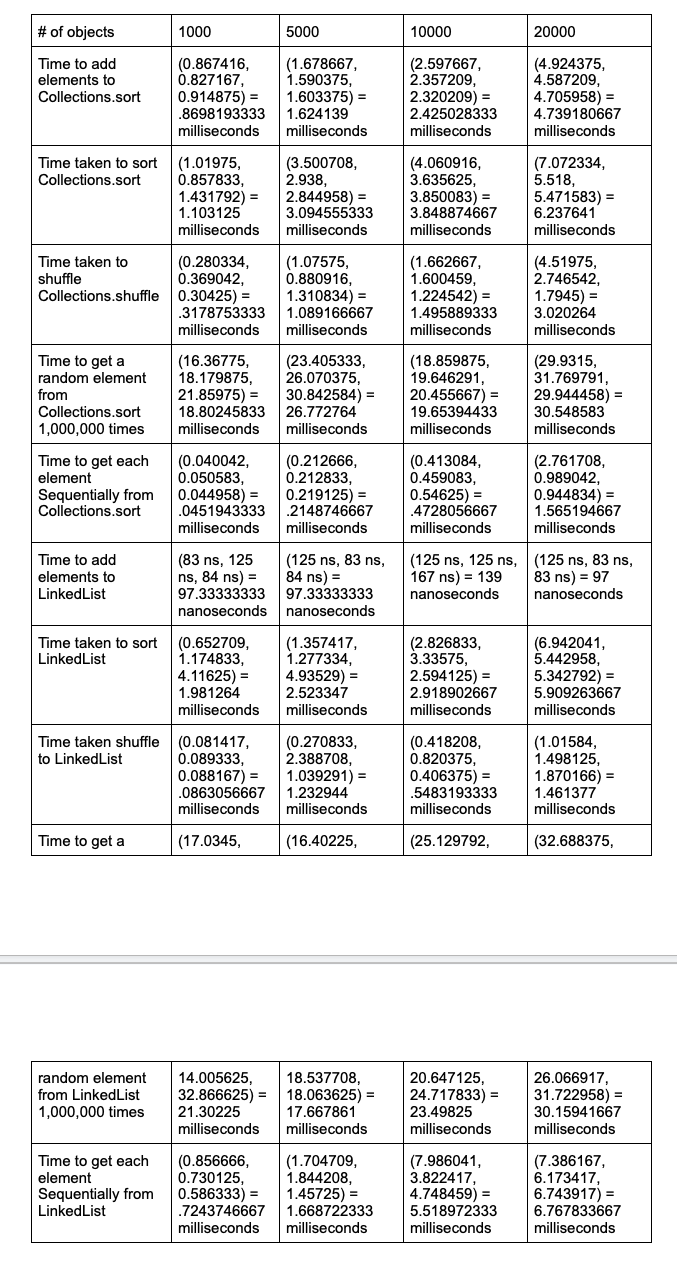 # of objects 1000 5000 10000 20000
Time to add elements to Collections.sort
(0.867416, 0.827167, 0.914875) = .8698193333 milliseconds
(1.678667, 1.590375, 1.603375) = 1.624139 milliseconds
(2.597667, 2.357209, 2.320209) = 2.425028333 milliseconds
(4.924375, 4.587209, 4.705958) = 4.739180667 milliseconds
Time taken to sort Collections.sort
(1.01975, 0.857833, 1.431792) = 1.103125 milliseconds
(3.500708, 2.938, 2.844958) = 3.094555333 milliseconds
(4.060916, 3.635625, 3.850083) = 3.848874667 milliseconds
(7.072334, 5.518, 5.471583) = 6.237641 milliseconds
Time taken to shuffle Collections.shuffle
(0.280334, 0.369042, 0.30425) = .3178753333 milliseconds
(1.07575, 0.880916, 1.310834) = 1.089166667 milliseconds
(1.662667, 1.600459, 1.224542) = 1.495889333 milliseconds
(4.51975, 2.746542, 1.7945) = 3.020264 milliseconds
Time to get a random element from Collections.sort 1,000,000 times
(16.36775, 18.179875, 21.85975) = 18.80245833 milliseconds
(23.405333, 26.070375, 30.842584) = 26.772764 milliseconds
(18.859875, 19.646291, 20.455667) = 19.65394433 milliseconds
(29.9315, 31.769791, 29.944458) = 30.548583 milliseconds
Time to get each element Sequentially from Collections.sort
(0.040042, 0.050583, 0.044958) = .0451943333 milliseconds
(0.212666, 0.212833, 0.219125) = .2148746667 milliseconds
(0.413084, 0.459083, 0.54625) = .4728056667 milliseconds
(2.761708, 0.989042, 0.944834) = 1.565194667 milliseconds
Time to add elements to LinkedList
(83 ns, 125 ns, 84 ns) = 97.33333333 nanoseconds
(125 ns, 83 ns, 84 ns) = 97.33333333 nanoseconds
(125 ns, 125 ns, 167 ns) = 139 nanoseconds
(125 ns, 83 ns, 83 ns) = 97 nanoseconds
Time taken to sort LinkedList
(0.652709, 1.174833, 4.11625) = 1.981264 milliseconds
(1.357417, 1.277334, 4.93529) = 2.523347 milliseconds
(2.826833, 3.33575, 2.594125) = 2.918902667 milliseconds
(6.942041, 5.442958, 5.342792) = 5.909263667 milliseconds
Time taken shuffle to LinkedList
(0.081417, 0.089333, 0.088167) = .0863056667 milliseconds
(0.270833, 2.388708, 1.039291) = 1.232944 milliseconds
(0.418208, 0.820375, 0.406375) = .5483193333 milliseconds
(1.01584, 1.498125, 1.870166) = 1.461377 milliseconds
Time to get a (17.0345, (16.40225, (25.129792, (32.688375,
random element from LinkedList 1,000,000 times
14.005625, 32.866625) = 21.30225 milliseconds
18.537708, 18.063625) = 17.667861 milliseconds
20.647125, 24.717833) = 23.49825 milliseconds
26.066917, 31.722958) = 30.15941667 milliseconds
Time to get each element Sequentially from LinkedList
(0.856666, 0.730125, 0.586333) = .7243746667 milliseconds
(1.704709, 1.844208, 1.45725) = 1.668722333 milliseconds
(7.986041, 3.822417, 4.748459) = 5.518972333 milliseconds
(7.386167, 6.173417, 6.743917) = 6.767833667 milliseconds